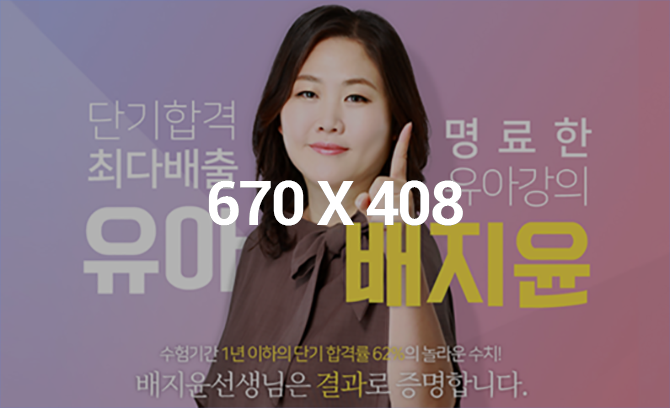 단기합격
최다배출
유아
명료한
유아강의
배지윤
670 X 408
수험기간 1년 이하의 단기 합격률 62%의 놀라운 수치!
배지윤선생님은 결과로 증명합니다.